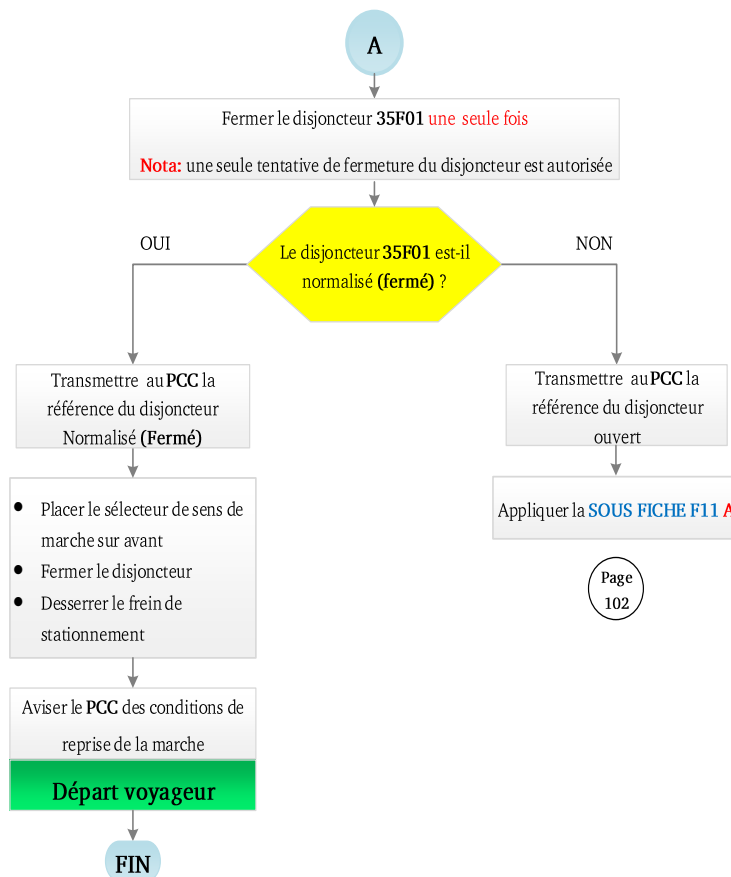 A
Fermer le disjoncteur 35F01 une seule fois
Nota: une seule tentative de fermeture du disjoncteur est autorisée
OUI
NON
Le disjoncteur 35F01 est-il
normalisé (fermé) ?
Transmettre au PCC la
référence du disjoncteur
Normalisé (Fermé)
Transmettre au PCC la
référence du disjoncteur
ouvert
• Placer le sélecteur de sens de
marche sur avant
• Fermer le disjoncteur
• Desserrer le frein de
stationnement
Appliquer la SOUS FICHE F11 A
Page
102
Aviser le PCC des conditions de
reprise de la marche
Départ voyageur
FIN